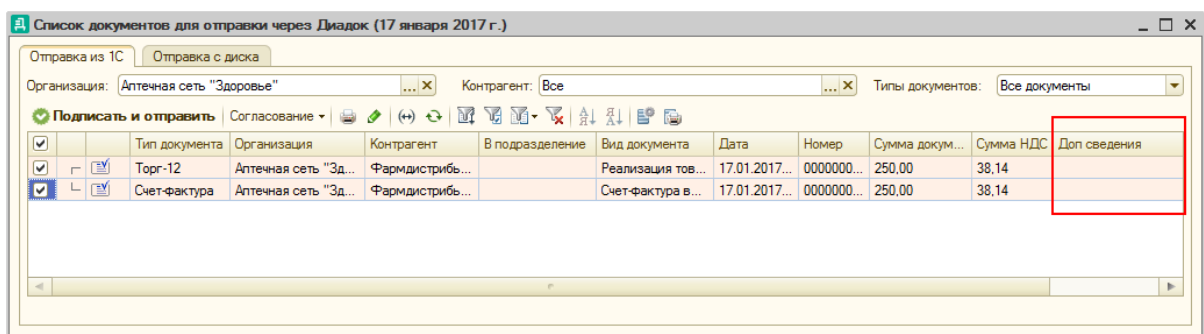 Список документов для отправки через Диадок (17 января 2017 г.)
Отправка из 1С Отправка с диска
Организация: Аптечная сеть "Здоровье" ... Контрагент: Все ... Типы документов: Все документы
Подписать и отправить Согласование
Тип документа Организация Контрагент В подразделение Вид документа Дата Номер Сумма докум... Сумма НДС Доп сведения
Торг-12 Аптечная сеть "Зд... Фармдистрибь... Реализация тов... 17.01.2017... 0000000... 250,00 38,14
Счет-фактура Аптечная сеть "Зд... Фармдистрибь... Счет-фактура в... 17.01.2017... 0000000... 250,00 38,14